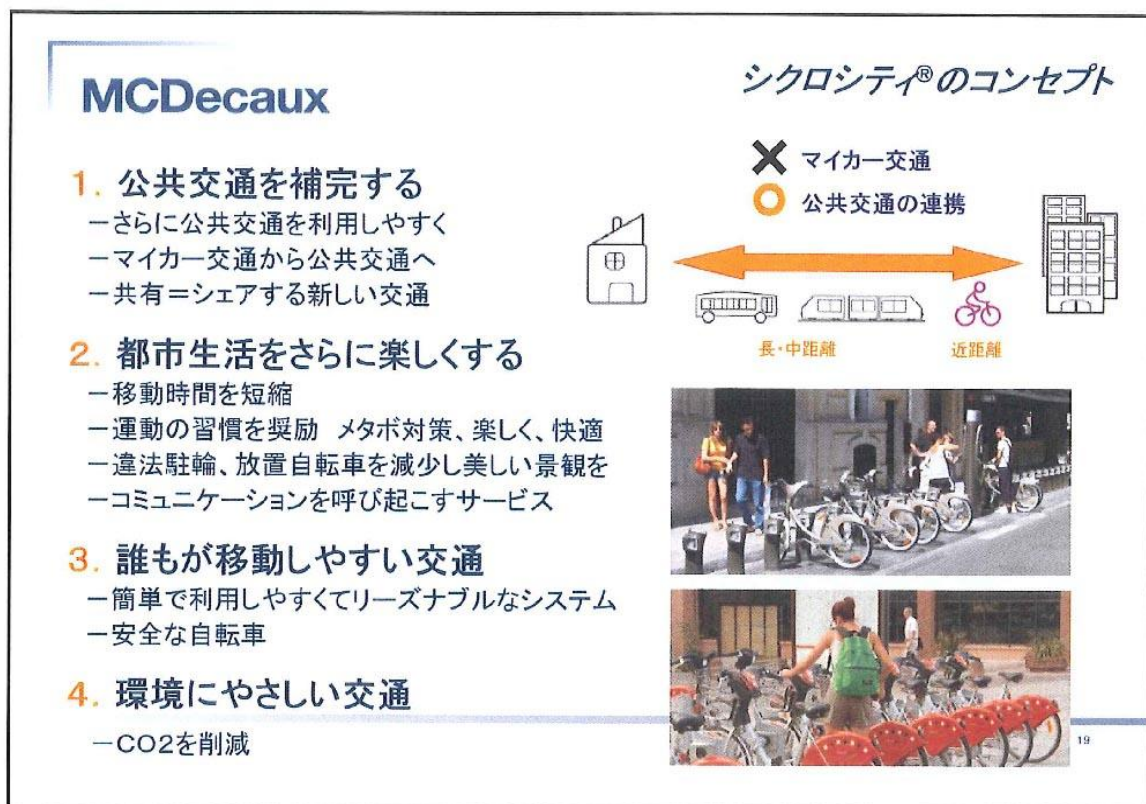 MCDecaux
シクロシティ®のコンセプト
1. 公共交通を補完する
－さらに公共交通を利用しやすく
－マイカー交通から公共交通へ
－共有＝シェアする新しい交通
2. 都市生活をさらに楽しくする
－移動時間を短縮
－運動の習慣を奨励 メタボ対策、楽しく、快適
－違法駐輪、放置自転車を減少し美しい景観を
－コミュニケーションを呼び起こすサービス
3. 誰もが移動しやすい交通
－簡単で利用しやすくてリーズナブルなシステム
－安全な自転車
4. 環境にやさしい交通
－CO2を削減
✕ マイカー交通
○ 公共交通の連携
長・中距離
近距離
19